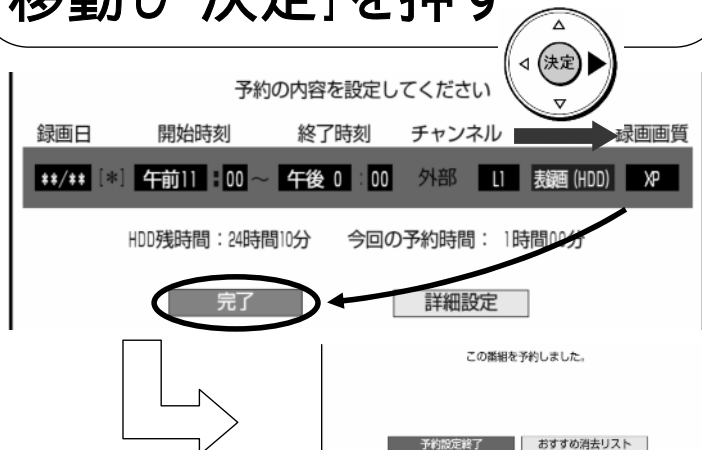 移動し「決定」を押す
決定
予約の内容を設定してください
録画日 開始時刻 終了時刻 チャンネル 録画画質
**/** [*] 午前11 : 00 ～ 午後 0 : 00 外部 L1 録画(HDD) XP
HDD残時間：24時間10分 今回の予約時間： 1時間00分
完了 詳細設定
この番組を予約しました。
予約設定終了 おすすめ消去リスト